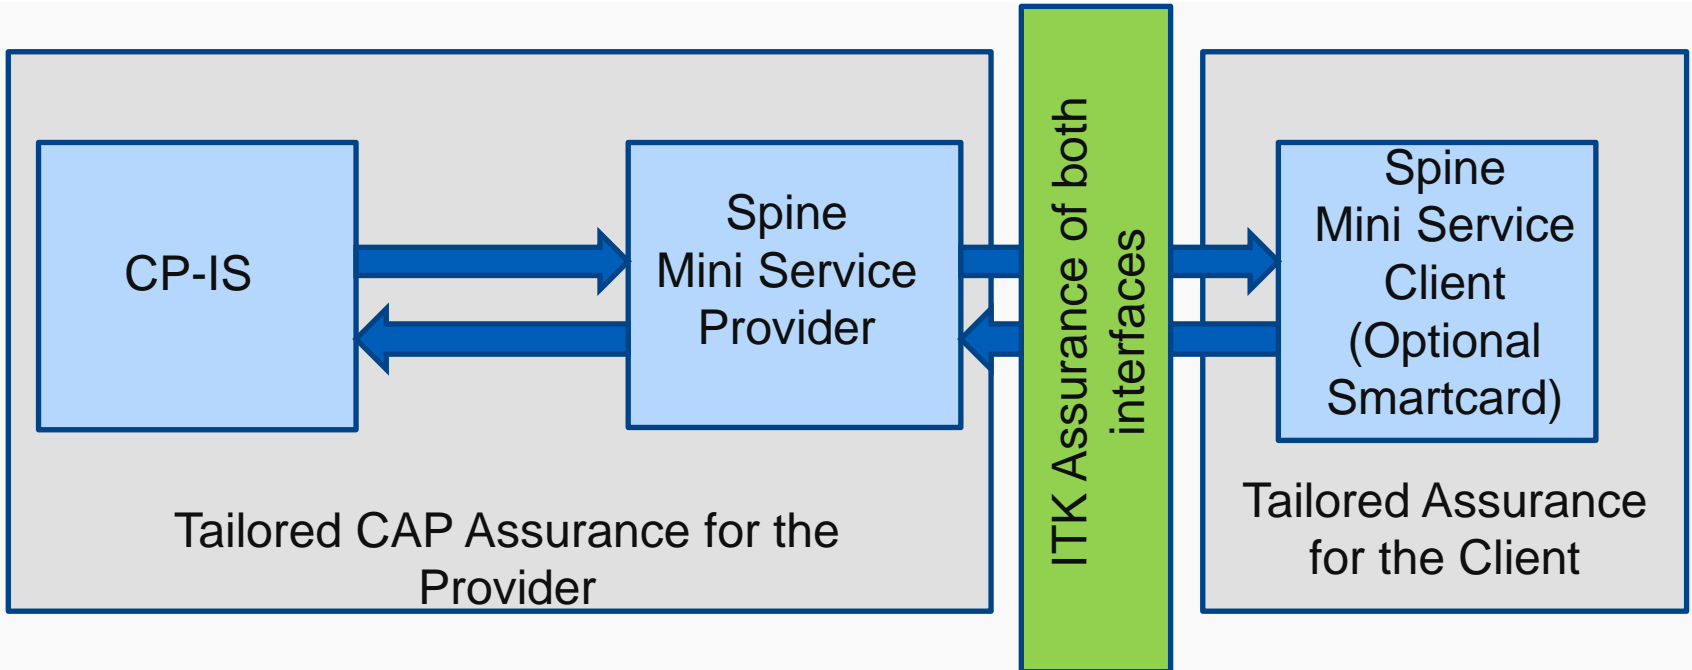 CP-IS
Spine
Mini Service
Provider
Tailored CAP Assurance for the
Provider
ITK Assurance of both
interfaces
Spine
Mini Service
Client
(Optional
Smartcard)
Tailored Assurance
for the Client